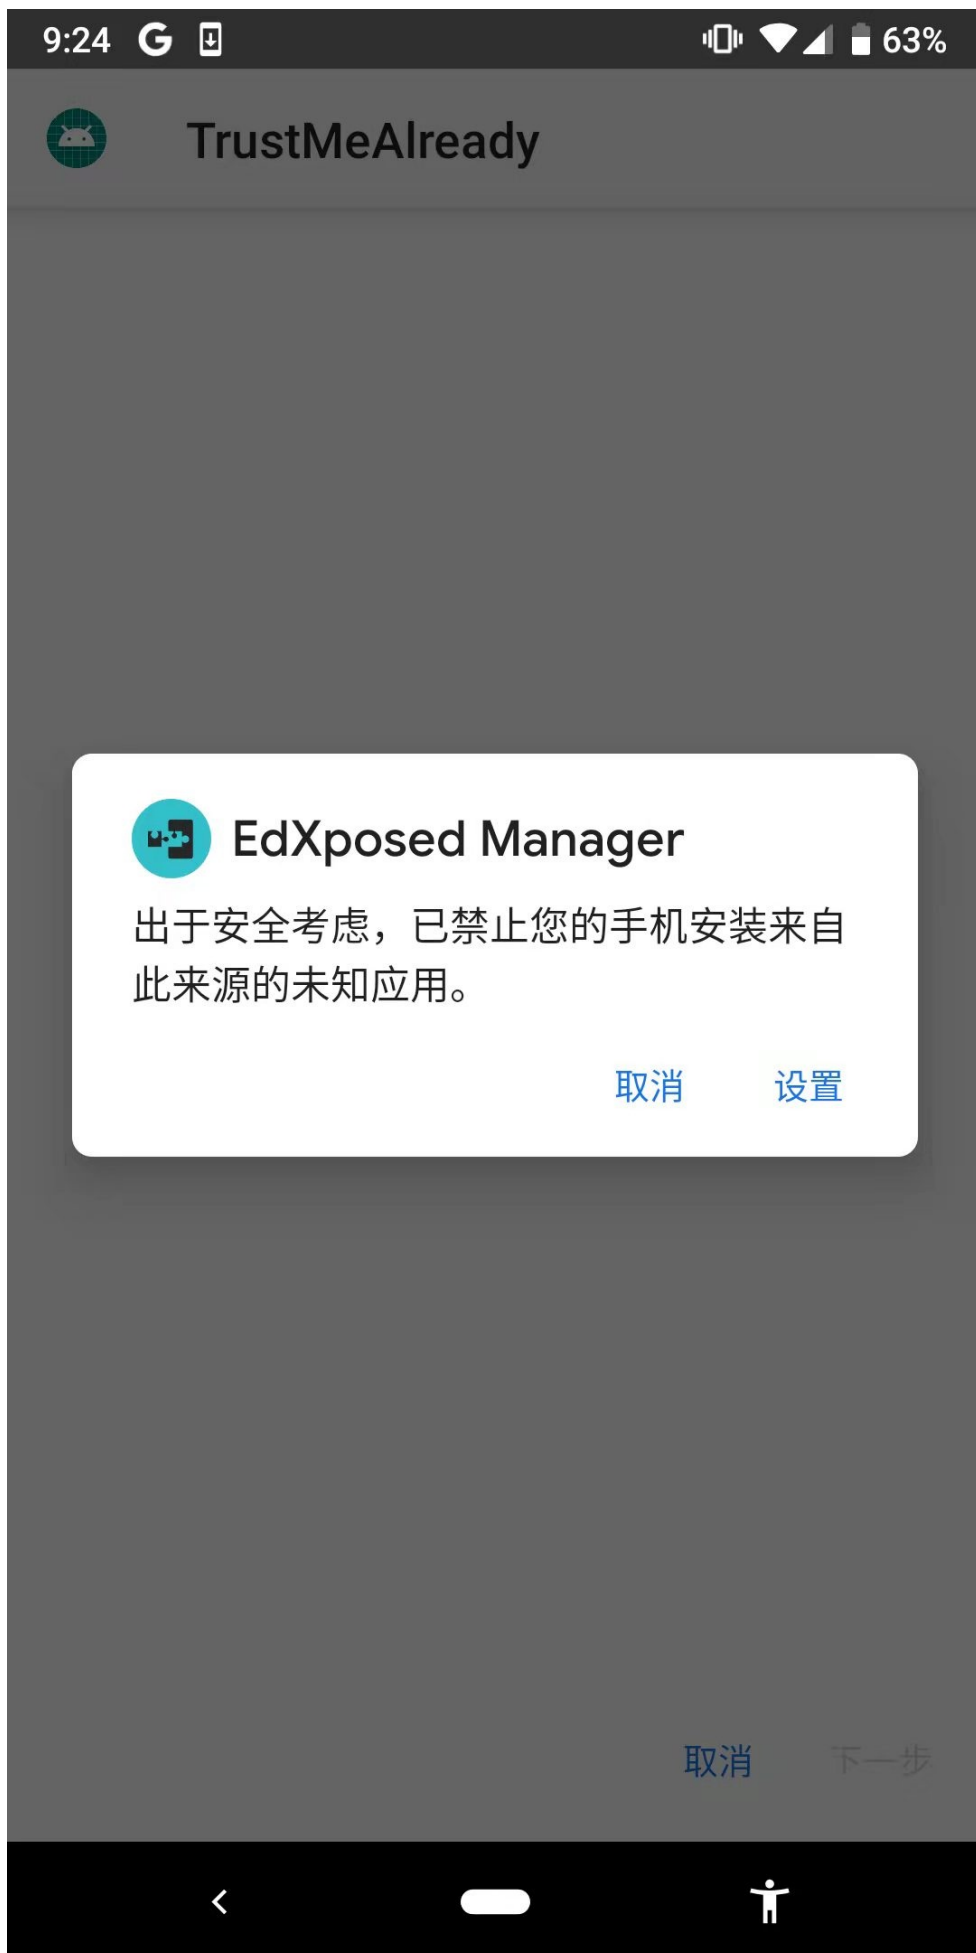 9:24
63%
TrustMeAlready
EdXposed Manager
出于安全考虑，已禁止您的手机安装来自
此来源的未知应用。
取消 设置
取消 下一步